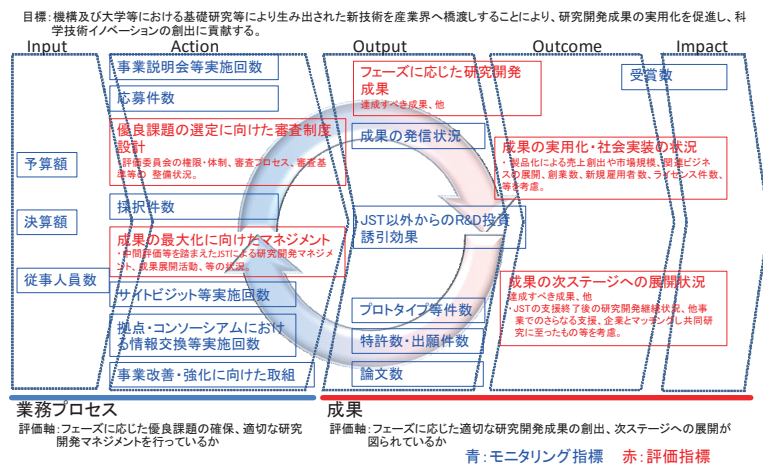 目標：機構及び大学等における基礎研究等により生み出された新技術を産業界へ橋渡しすることにより、研究開発成果の実用化を促進し、科
学技術イノベーションの創出に貢献する。
Input
Action
Output
Outcome
Impact
予算額
決算額
従事人員数
事業説明会等実施回数
応募件数
優良課題の選定に向けた審査制度
設計
・評価委員会の権限・体制、審査プロセス、審査基
準等の 整備状況。
採択件数
成果の最大化に向けたマネジメント
・中間評価等を踏まえたJSTによる研究開発マネジメ
ント、成果展開活動、等の状況。
サイトビジット等実施回数
拠点・コンソーシアムにおけ
る情報交換等実施回数
事業改善・強化に向けた取組
フェーズに応じた研究開発
成果
達成すべき成果、他
成果の発信状況
JST以外からのR&D投資
誘引効果
プロトタイプ等件数
特許数・出願件数
論文数
成果の実用化・社会実装の状況
・製品化による売上創出や市場規模、関連ビジネ
スの展開、創業数、新規雇用者数、ライセンス件数、
等を考慮。
成果の次ステージへの展開状況
達成すべき成果、他
・JSTの支援終了後の研究開発継続状況、他事
業でのさらなる支援、企業とマッチングし共同研
究に至ったもの等を考慮。
受賞数
業務プロセス
評価軸：フェーズに応じた優良課題の確保、適切な研究
開発マネジメントを行っているか
成果
評価軸：フェーズに応じた適切な研究開発成果の創出、次ステージへの展開が
図られているか
青：モニタリング指標 赤：評価指標